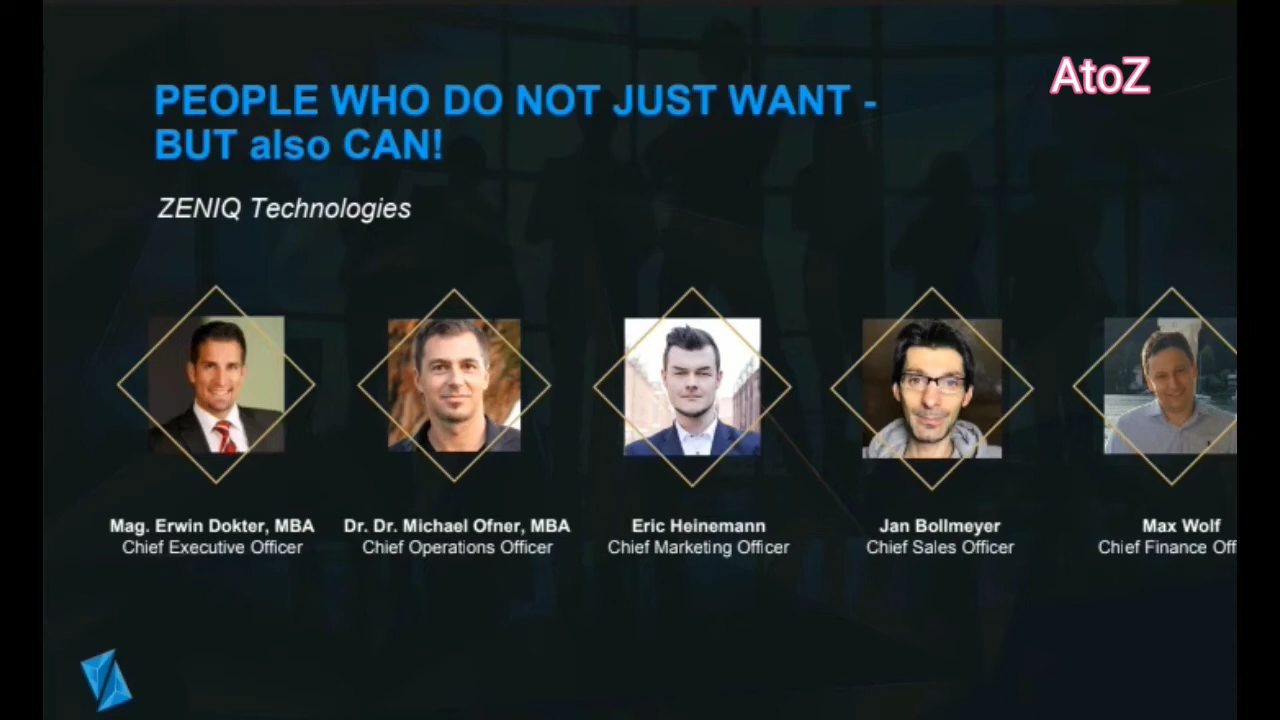 AtoZ
PEOPLE WHO DO NOT JUST WANT -
BUT also CAN!
ZENIQ Technologies
Mag. Erwin Dokter, MBA
Chief Executive Officer
Dr. Dr. Michael Ofner, MBA
Chief Operations Officer
Eric Heinemann
Chief Marketing Officer
Jan Bollmeyer
Chief Sales Officer
Max Wolf
Chief Finance Off